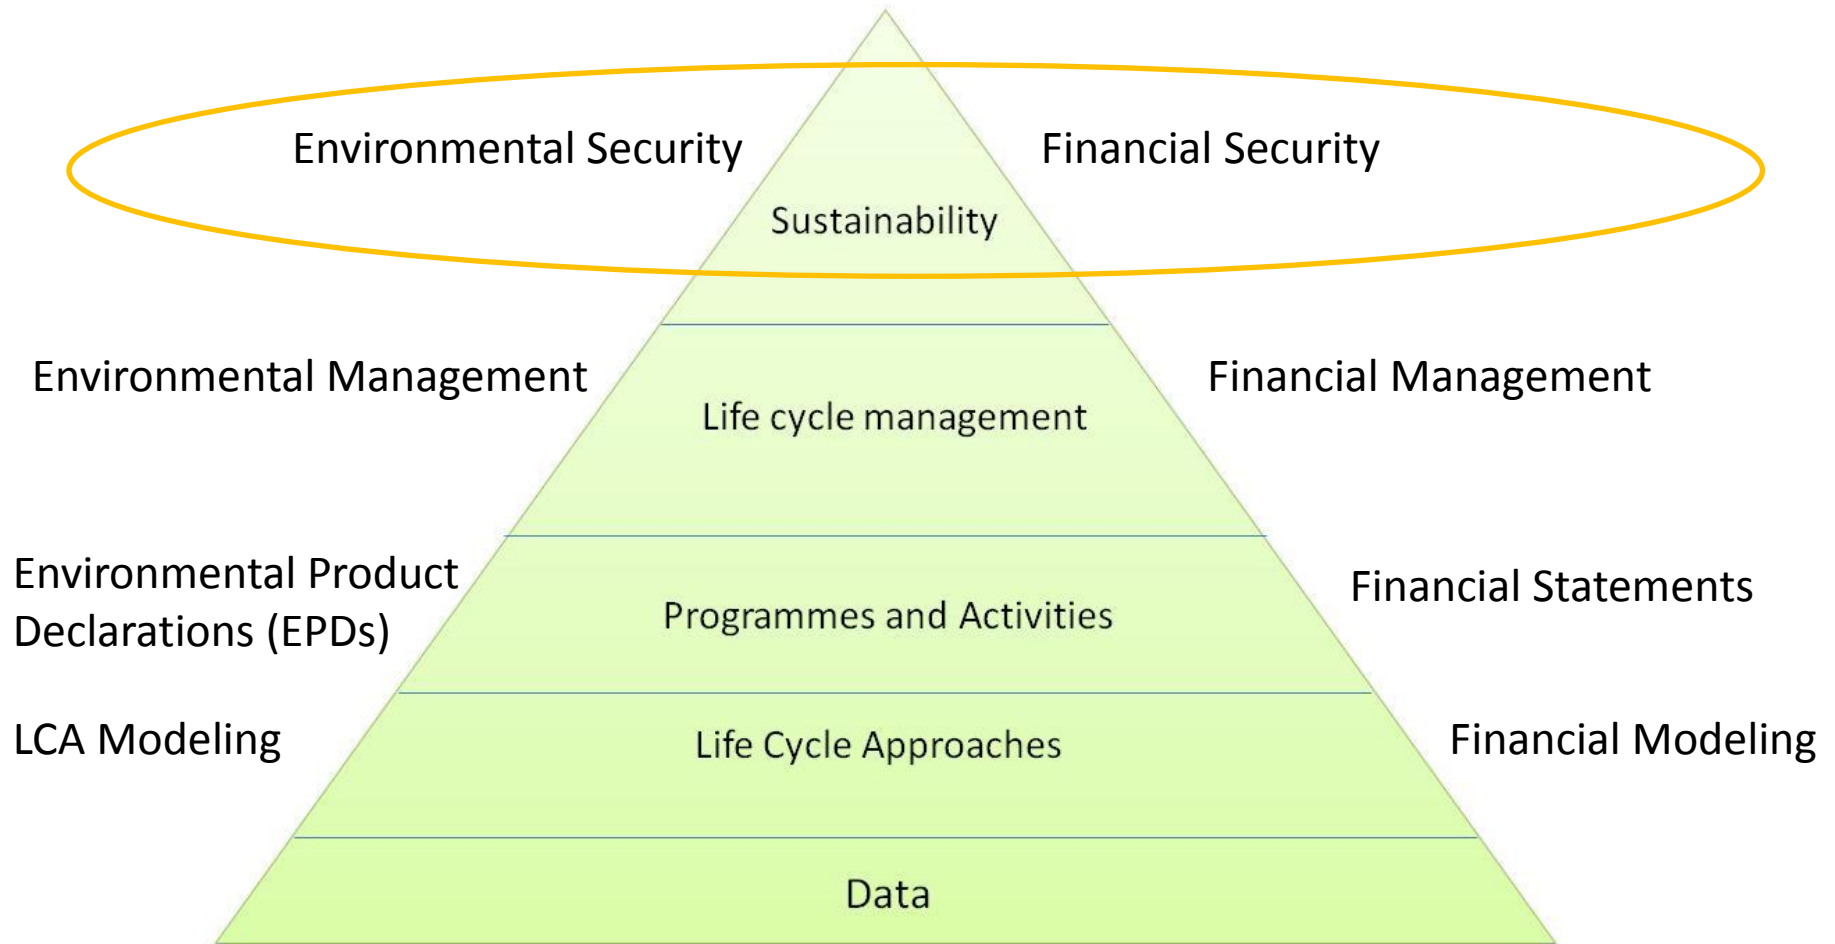 Environmental Security
Financial Security
Sustainability
Environmental Management
Financial Management
Life cycle management
Environmental Product
Declarations (EPDs)
Financial Statements
Programmes and Activities
LCA Modeling
Life Cycle Approaches
Financial Modeling
Data